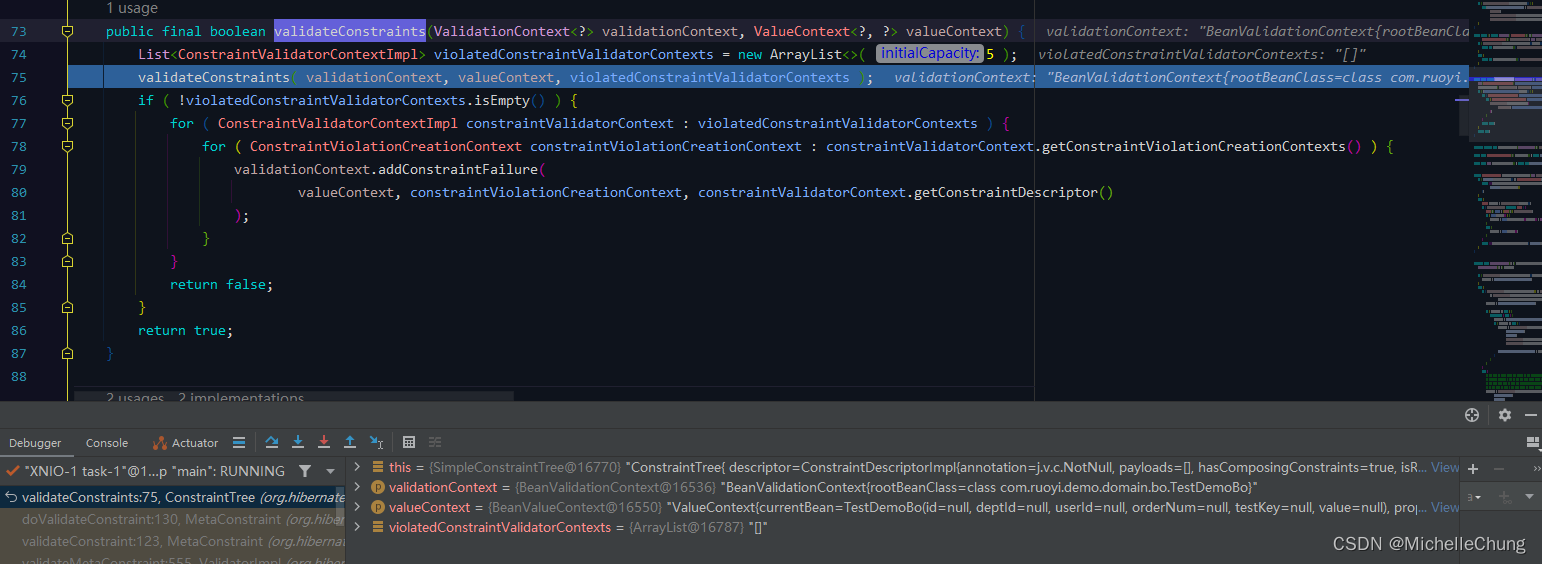 1 usage
73 public final boolean validateConstraints(ValidationContext<?> validationContext, ValueContext<?, ?> valueContext) { validationContext: "BeanValidationContext{rootBeanCla
74 List<ConstraintValidatorContextImpl> violatedConstraintValidatorContexts = new ArrayList<>( initialCapacity: 5 ); violatedConstraintValidatorContexts: "[]"
75 validateConstraints( validationContext, valueContext, violatedConstraintValidatorContexts ); validationContext: "BeanValidationContext{rootBeanClass=class com.ruoyi.
76 if ( !violatedConstraintValidatorContexts.isEmpty() ) {
77 for ( ConstraintValidatorContextImpl constraintValidatorContext : violatedConstraintValidatorContexts ) {
78 for ( ConstraintViolationCreationContext constraintViolationCreationContext : constraintValidatorContext.getConstraintViolationCreationContexts() ) {
79 validationContext.addConstraintFailure(
80 valueContext, constraintViolationCreationContext, constraintValidatorContext.getConstraintDescriptor()
81 );
82 }
83 }
84 return false;
85 }
86 return true;
87 }
88
2 usages 2 implementations
Debugger Console Actuator
"XNIO-1 task-1"@1...p "main": RUNNING
validateConstraints:75, ConstraintTree (org.hibernat
doValidateConstraint:130, MetaConstraint (org.hiber
validateConstraint:123, MetaConstraint (org.hibernat
validateMetaConstraint:555, ValidatorImpl
this = {SimpleConstraintTree@16770} "ConstraintTree{ descriptor=ConstraintDescriptorImpl{annotation=j.v.c.NotNull, payloads=[], hasComposingConstraints=true, isR... View
validationContext = {BeanValidationContext@16536} "BeanValidationContext{rootBeanClass=class com.ruoyi.demo.domain.bo.TestDemoBo}"
valueContext = {BeanValueContext@16550} "ValueContext{currentBean=TestDemoBo(id=null, deptId=null, userId=null, orderNum=null, testKey=null, value=null), prop... View
violatedConstraintValidatorContexts = {ArrayList@16787} "[]"
CSDN @MichelleChung